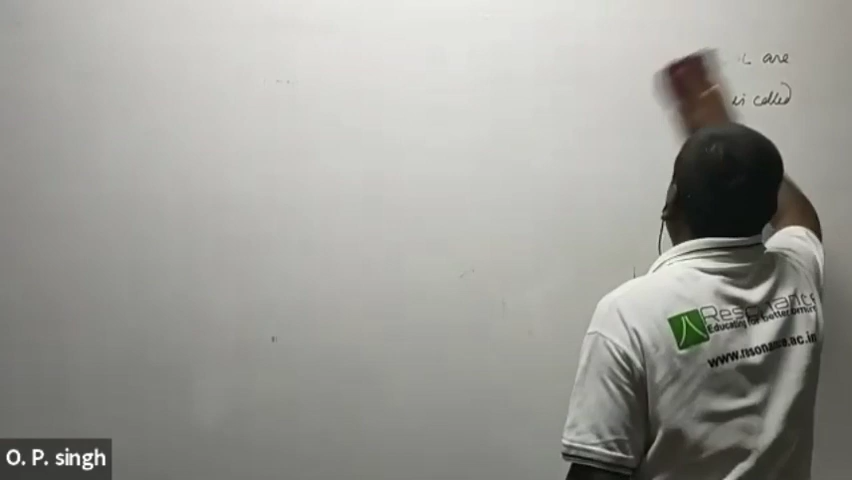 are
is called
Resonance
Educating for better tomorrow
www.resonance.ac.in
O. P. singh